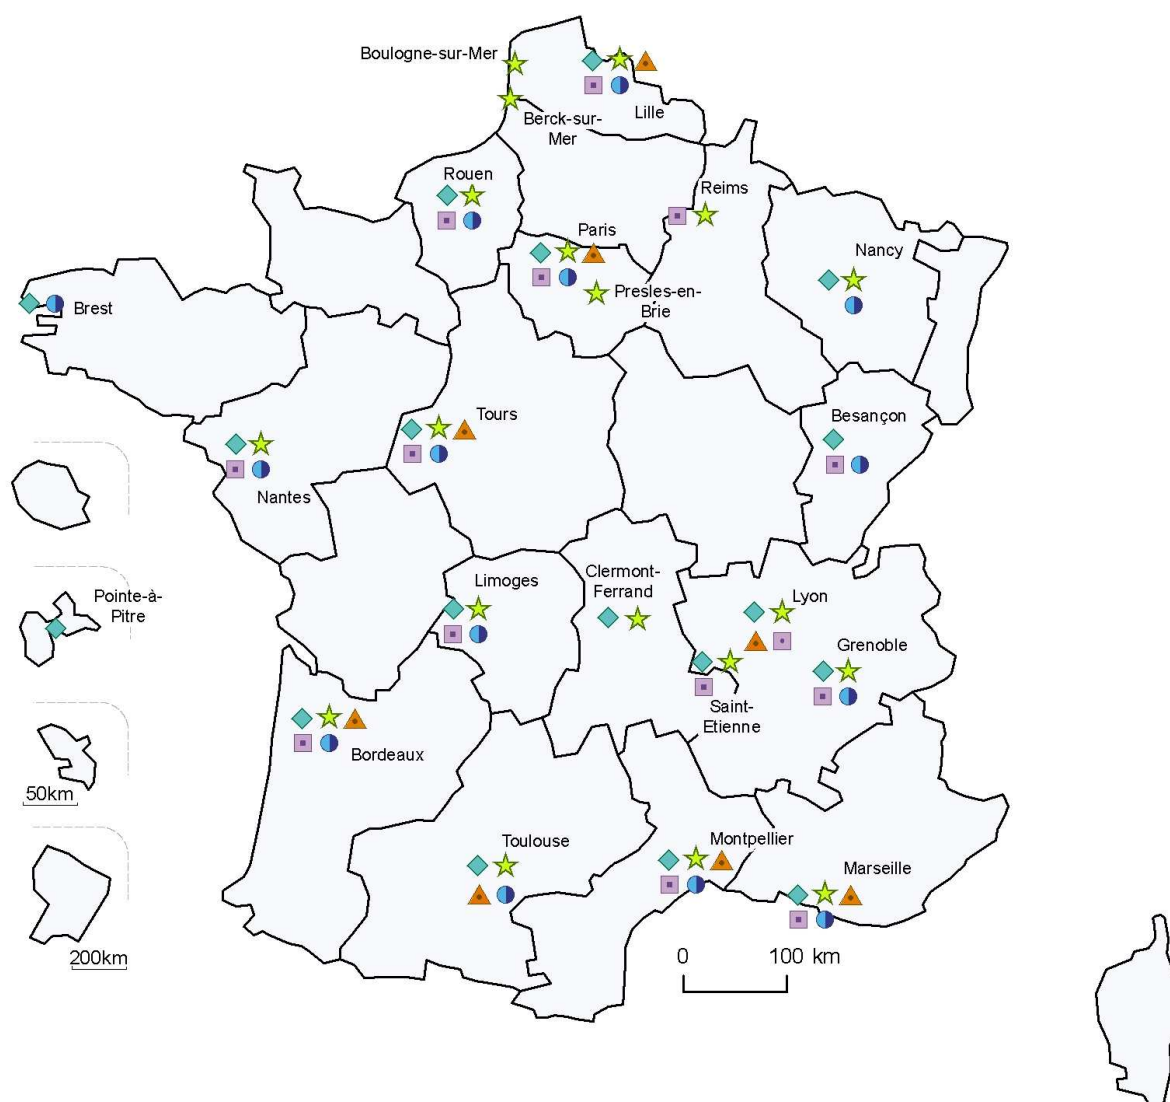 Boulogne-sur-Mer
Lille
Berck-sur-
Mer
Rouen
Reims
Paris
Nancy
Presles-en-
Brie
Brest
Tours
Besançon
Nantes
Limoges
Clermont-
Ferrand
Pointe-à-
Pitre
Lyon
Grenoble
Saint-
Etienne
Bordeaux
50km
Toulouse
Montpellier
Marseille
200km
0 100 km